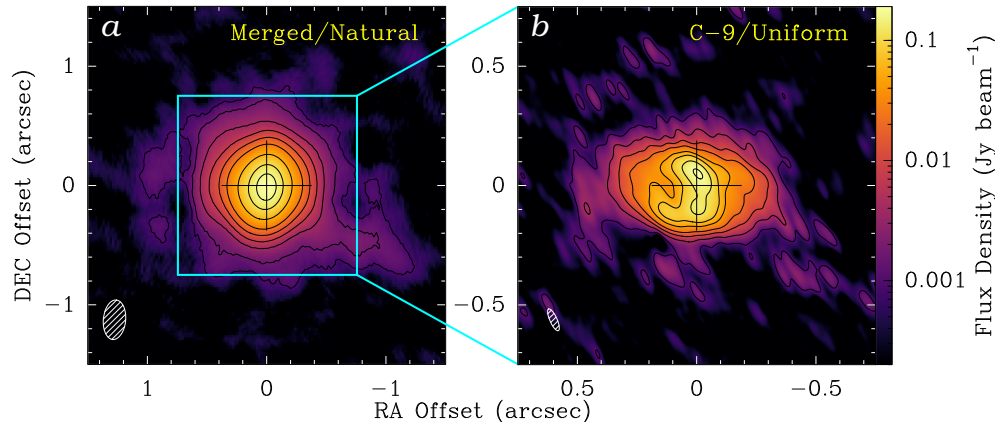 a
Merged/Natural
b
C−9/Uniform
DEC Offset (arcsec)
1
0
−1
1
0
−1
0.5
0
−0.5
0.5
0
−0.5
RA Offset (arcsec)
0.1
0.01
0.001
Flux Density (Jy beam⁻¹)